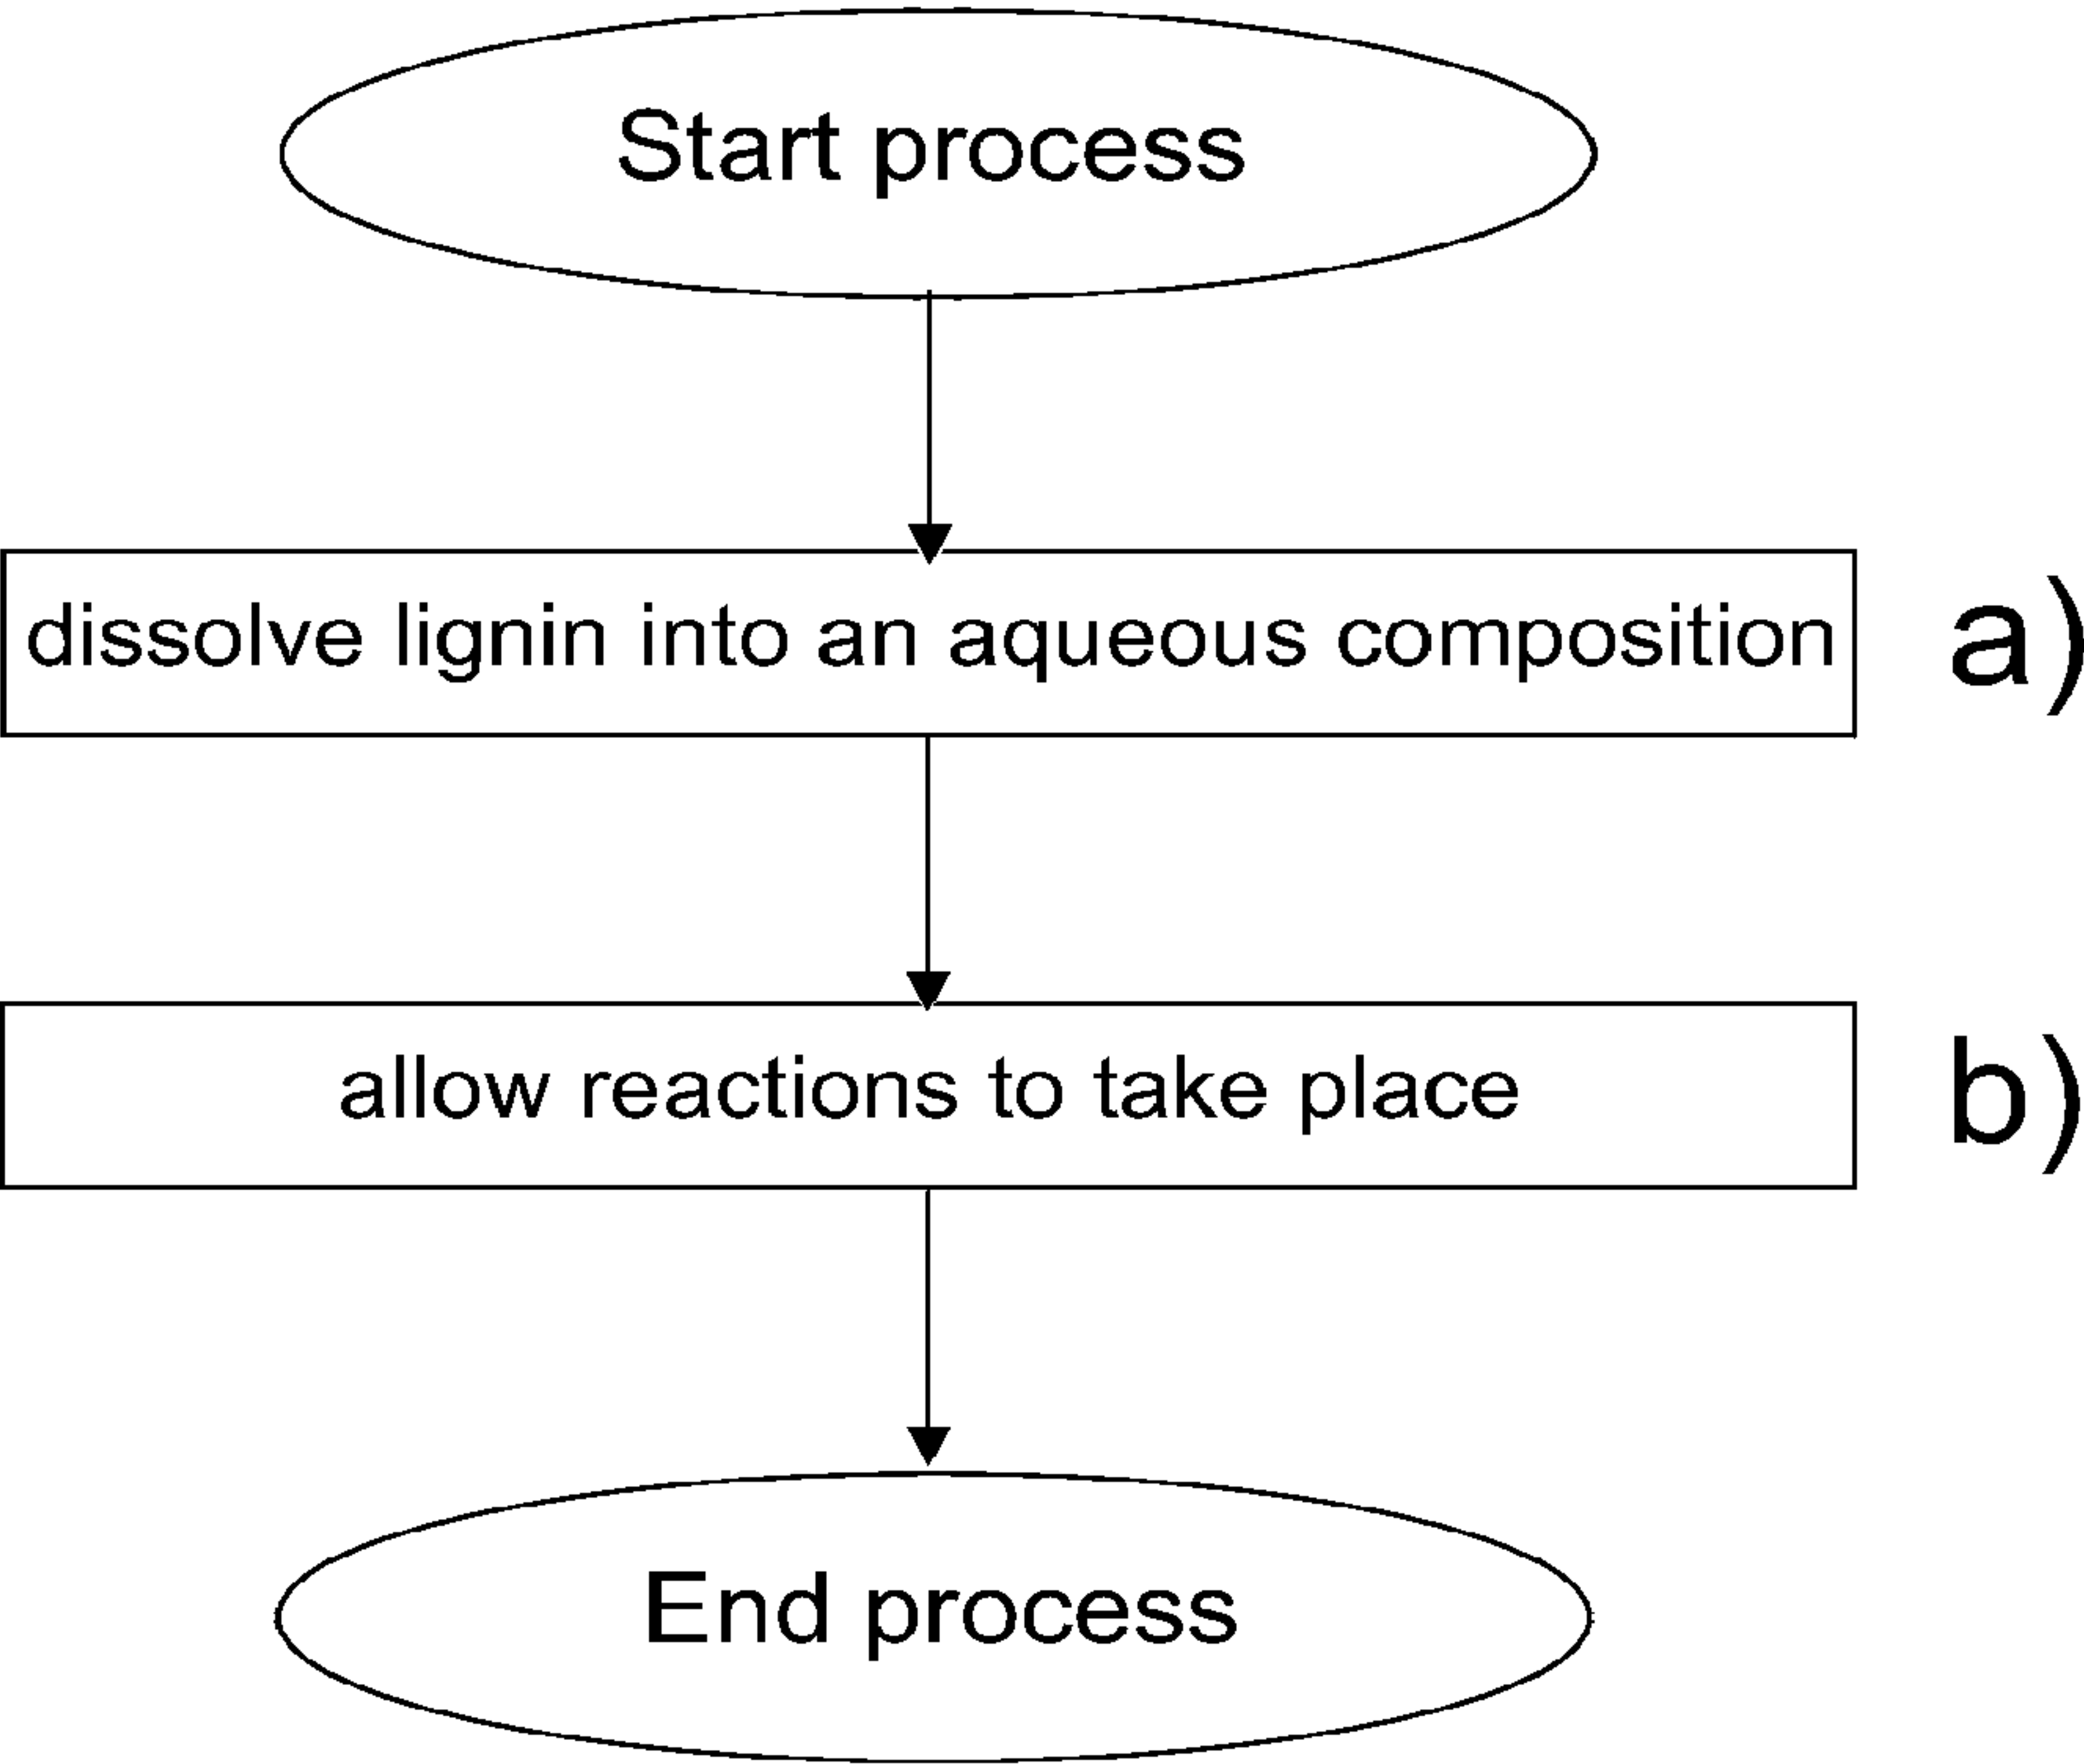 Start process
dissolve lignin into an aqueous composition a)
allow reactions to take place b)
End process